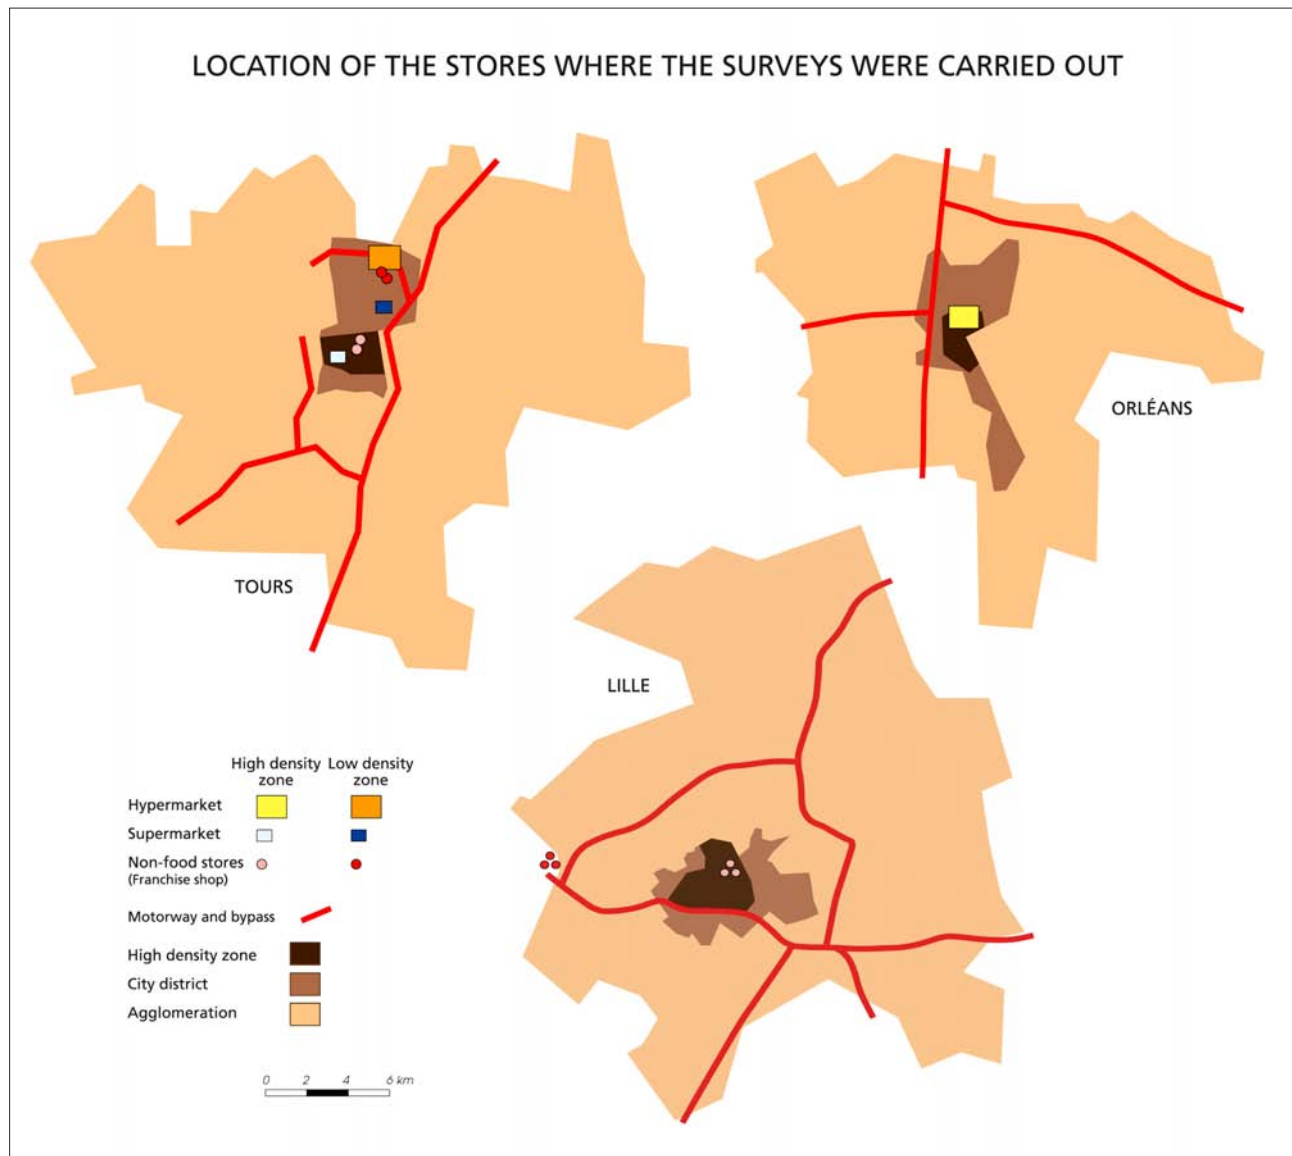 LOCATION OF THE STORES WHERE THE SURVEYS WERE CARRIED OUT
ORLÉANS
TOURS
LILLE
High density zone
Low density zone
Hypermarket
Supermarket
Non-food stores
(Franchise shop)
Motorway and bypass
High density zone
City district
Agglomeration
0 2 4 6 km